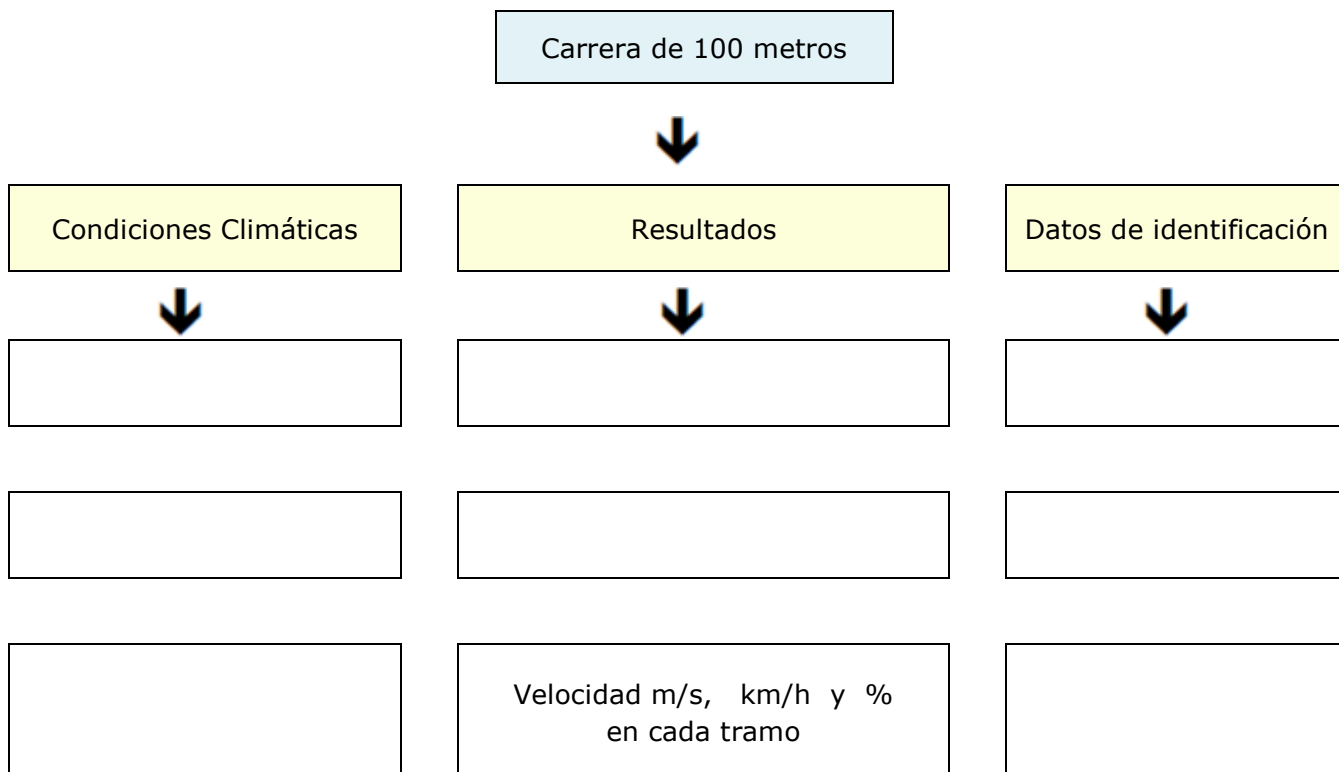 Carrera de 100 metros
Condiciones Climáticas
Resultados
Datos de identificación
Velocidad m/s, km/h y %
en cada tramo